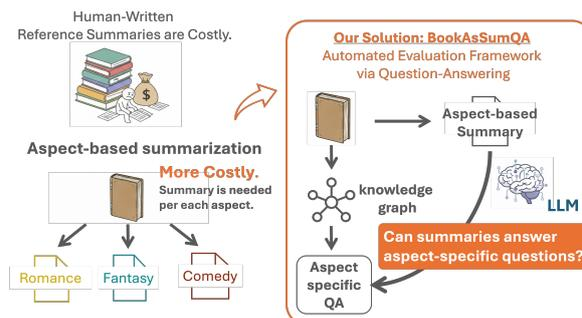 Human-Written
Reference Summaries are Costly.
$
Aspect-based summarization
More Costly.
Summary is needed
per each aspect.
Romance
Fantasy
Comedy
Our Solution: BookAsSumQA
Automated Evaluation Framework
via Question-Answering
Aspect-based
Summary
knowledge
graph
LLM
Can summaries answer
aspect-specific questions?
Aspect
specific
QA